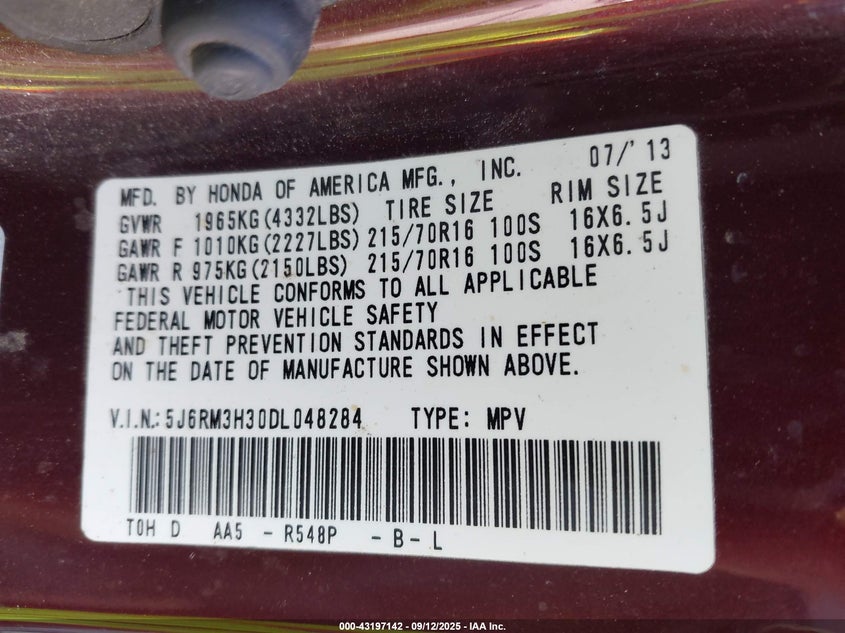 07/'13
MFD. BY HONDA OF AMERICA MFG., INC.
GVWR 1965KG(4332LBS) TIRE SIZE RIM SIZE
GAWR F 1010KG(2227LBS) 215/70R16 100S 16X6.5J
GAWR R 975KG(2150LBS) 215/70R16 100S 16X6.5J
THIS VEHICLE CONFORMS TO ALL APPLICABLE
FEDERAL MOTOR VEHICLE SAFETY
AND THEFT PREVENTION STANDARDS IN EFFECT
ON THE DATE OF MANUFACTURE SHOWN ABOVE.
V.I.N.: 5J6RM3H30DL048284 TYPE: MPV
TOH D AA5 - R548P - B - L
000-43197142 - 09/12/2025 - IAA Inc.